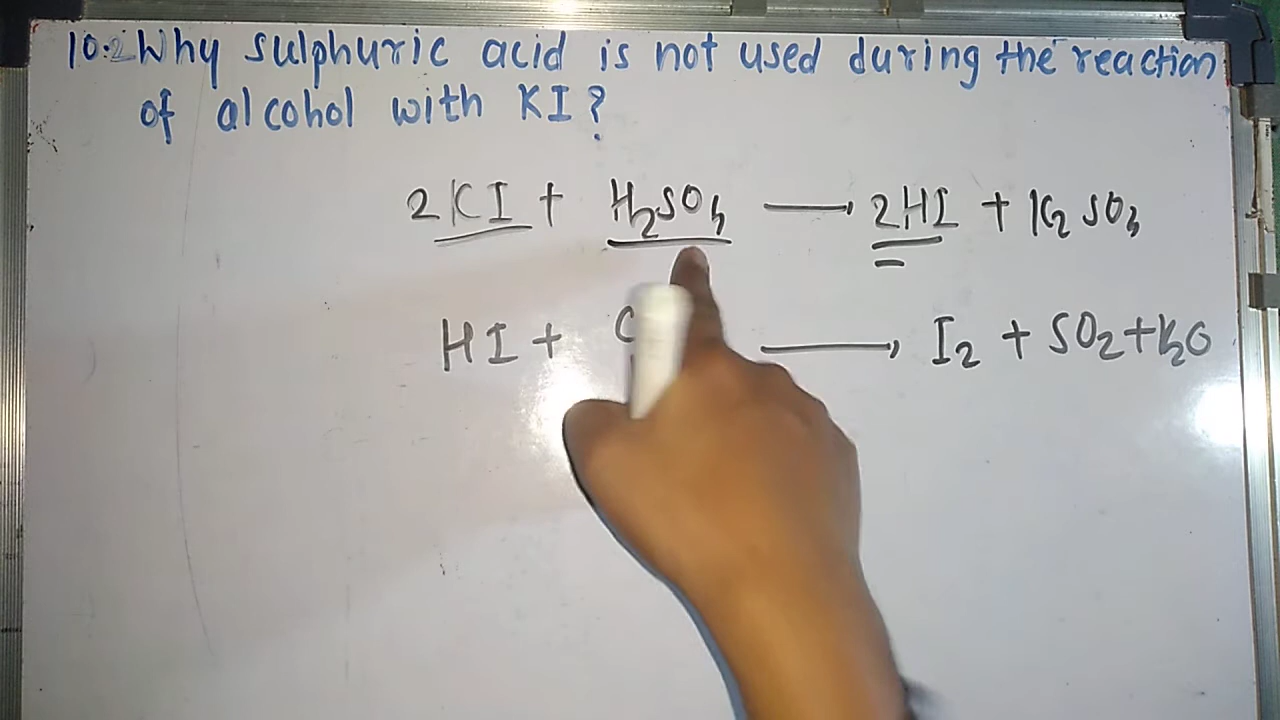 10.2 Why sulphuric acid is not used during the reaction
of alcohol with KI?
2KI + H₂SO₄ → 2HI + K₂SO₄
HI + → I₂ + SO₂ + H₂O